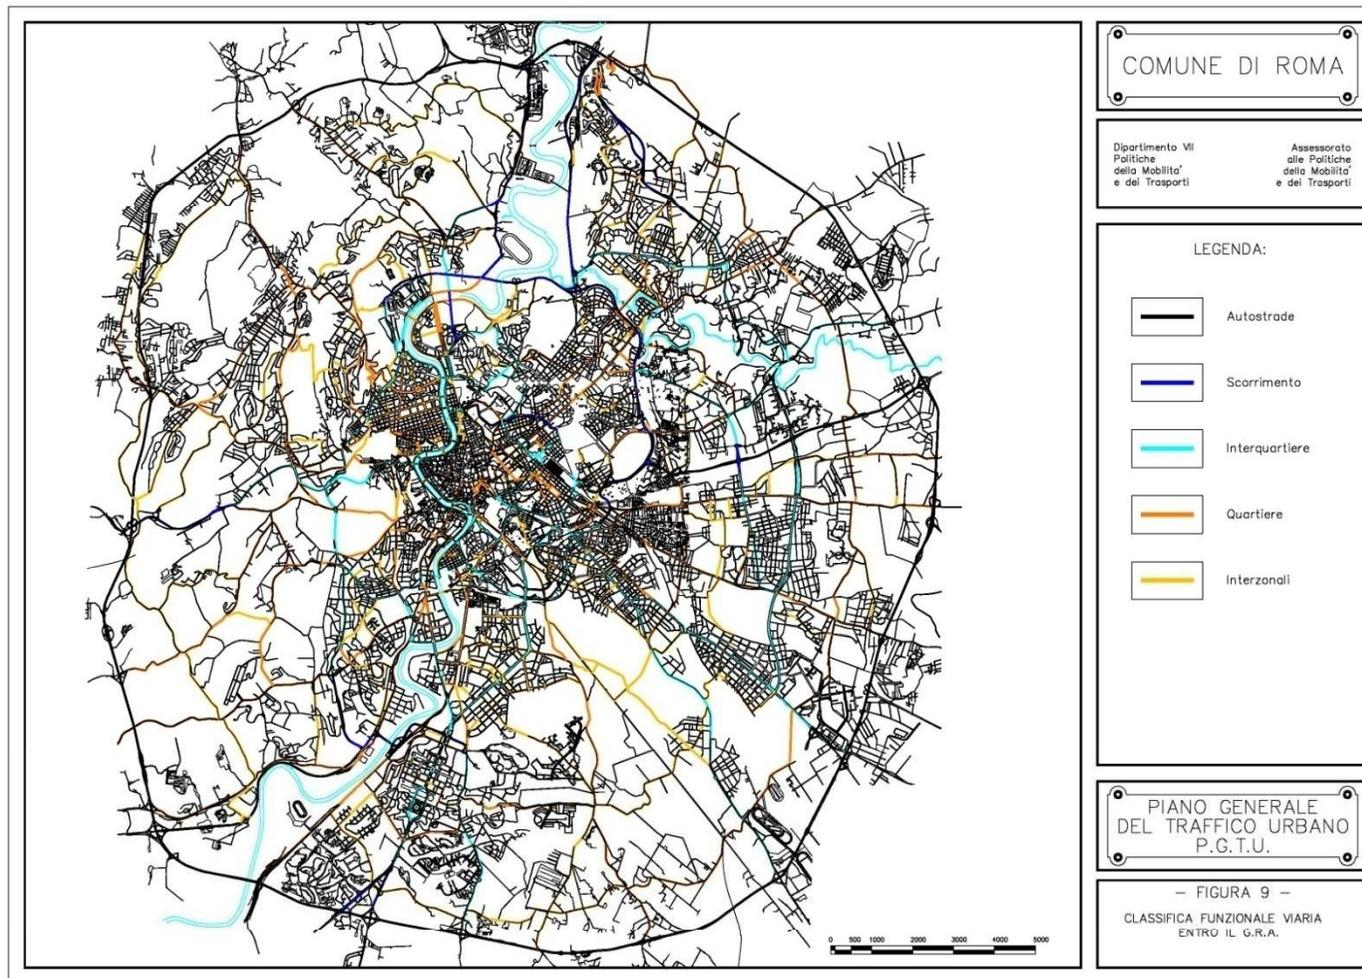 COMUNE DI ROMA
Dipartimento VII
Politiche
della Mobilita'
e dei Trasporti
Assessorato
alle Politiche
della Mobilita'
e dei Trasporti
LEGENDA:
Autostrade
Scorrimento
Interquartiere
Quartiere
Interzonali
PIANO GENERALE
DEL TRAFFICO URBANO
P.G.T.U.
– FIGURA 9 –
CLASSIFICA FUNZIONALE VIARIA
ENTRO IL G.R.A.
0 500 1000 2000 3000 4000 5000